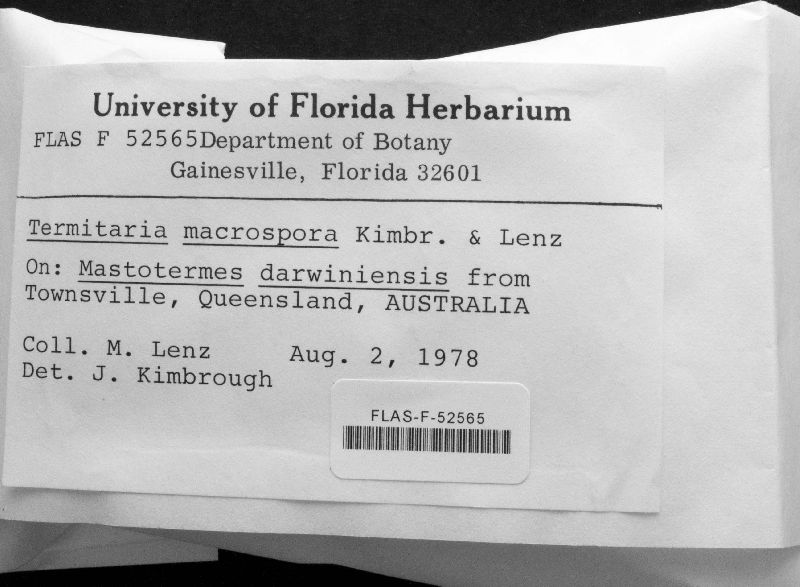 University of Florida Herbarium
FLAS F 52565Department of Botany
Gainesville, Florida 32601
Termitaria macrospora Kimbr. & Lenz
On: Mastotermes darwiniensis from
Townsville, Queensland, AUSTRALIA
Coll. M. Lenz Aug. 2, 1978
Det. J. Kimbrough
FLAS-F-52565